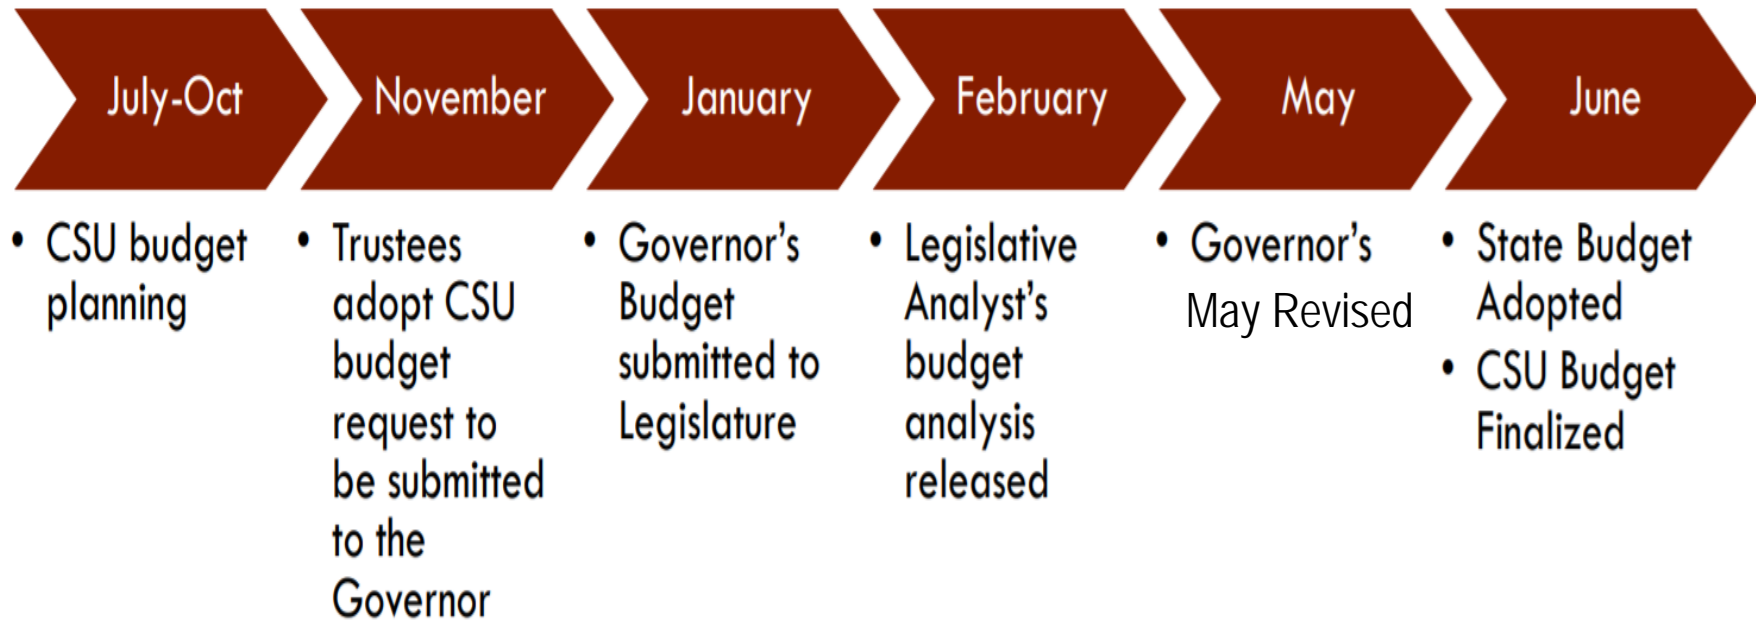 July-Oct
November
January
February
May
June
• CSU budget
planning
• Trustees
adopt CSU
budget
request to
be submitted
to the
Governor
• Governor’s
Budget
submitted to
Legislature
• Legislative
Analyst’s
budget
analysis
released
• Governor’s
May Revised
• State Budget
Adopted
• CSU Budget
Finalized